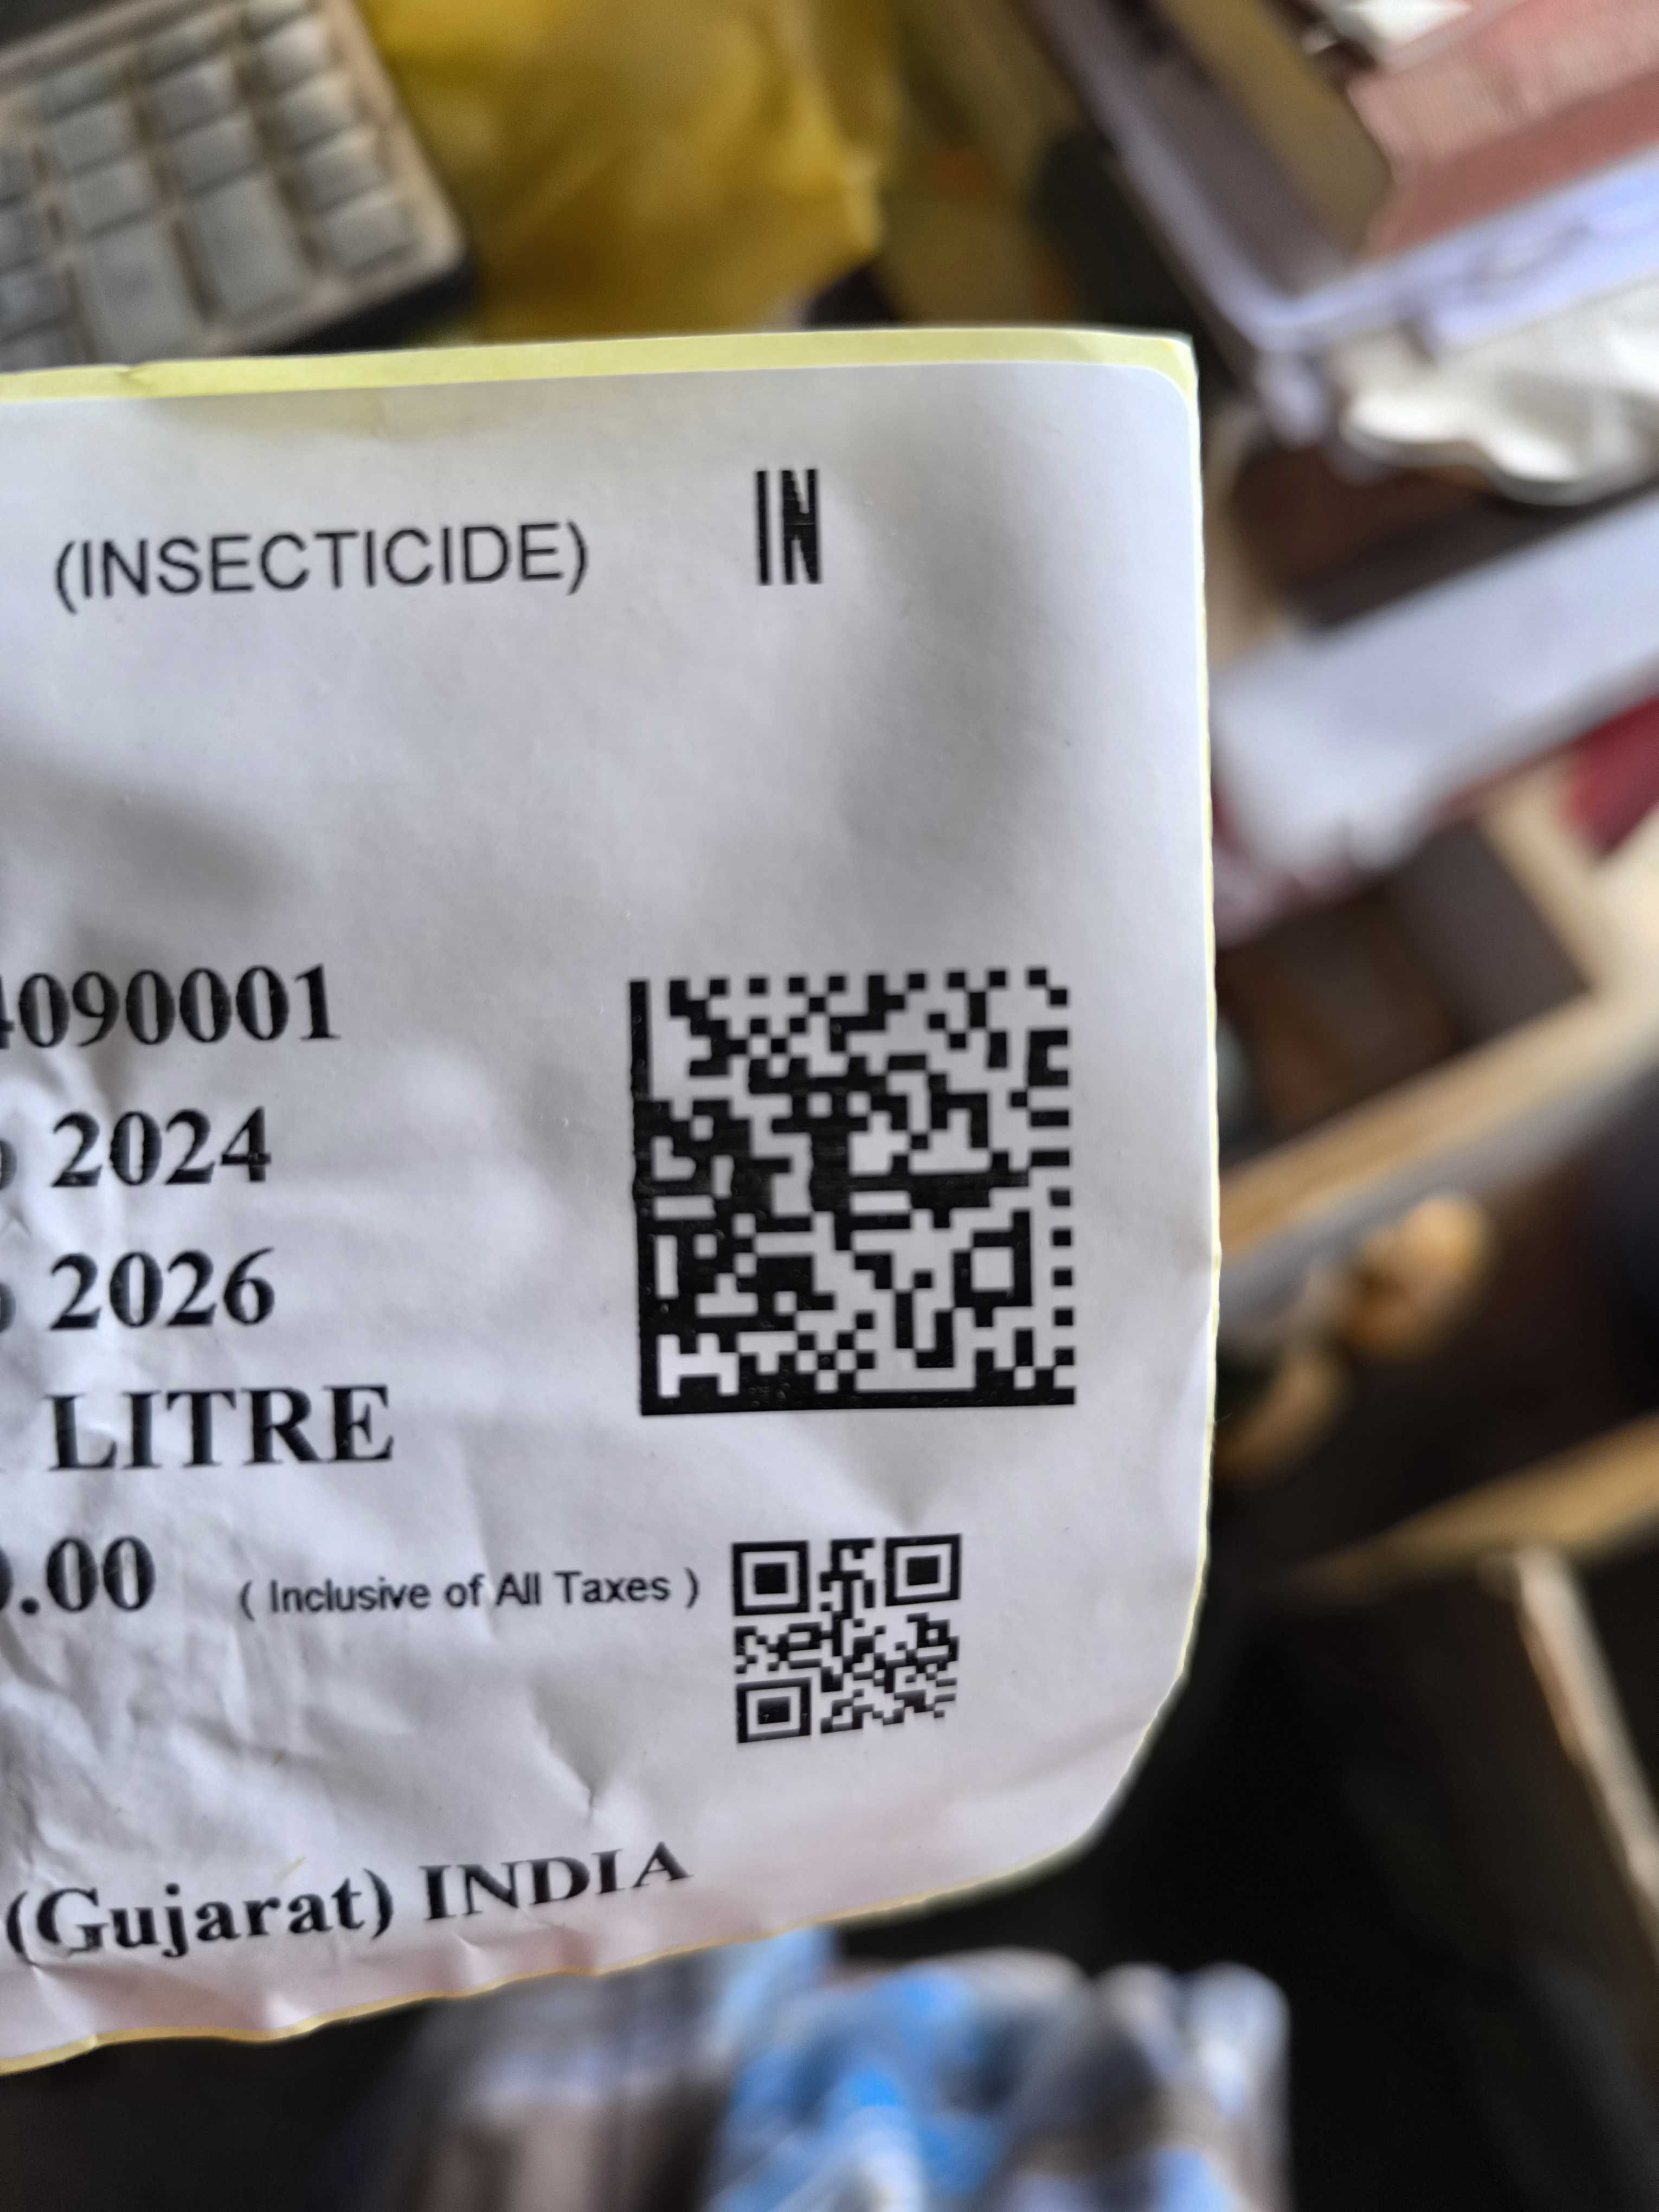 (INSECTICIDE) IN
4090001
2024
2026
LITRE
.00 ( Inclusive of All Taxes )
(Gujarat) INDIA